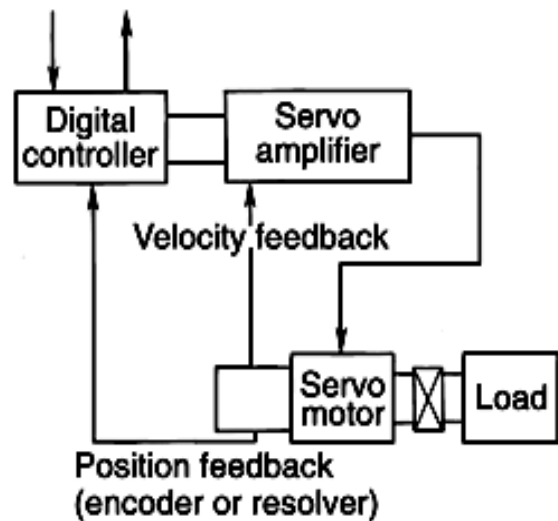 Digital
controller
Servo
amplifier
Velocity feedback
Servo
motor
Load
Position feedback
(encoder or resolver)